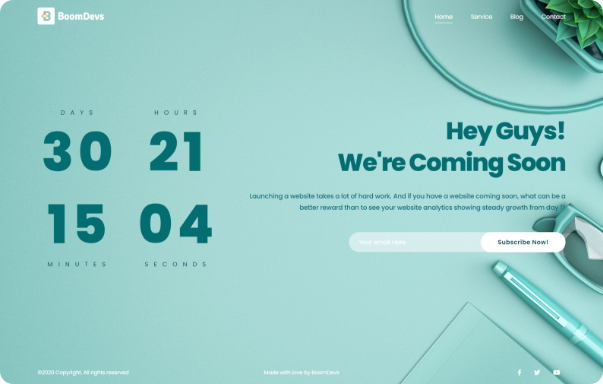 BoomDevs
Home Service Blog Contact
DAYS HOURS
30 21
15 04
MINUTES SECONDS
Hey Guys!
We're Coming Soon
Launching a website takes a lot of hard work. And if you have a website coming soon, what can be a
better reward than to see your website analytics showing steady growth from day
Your email Here
Subscribe Now!
©2020 Copyright, All rights reserved
Made with love by BoomDevs